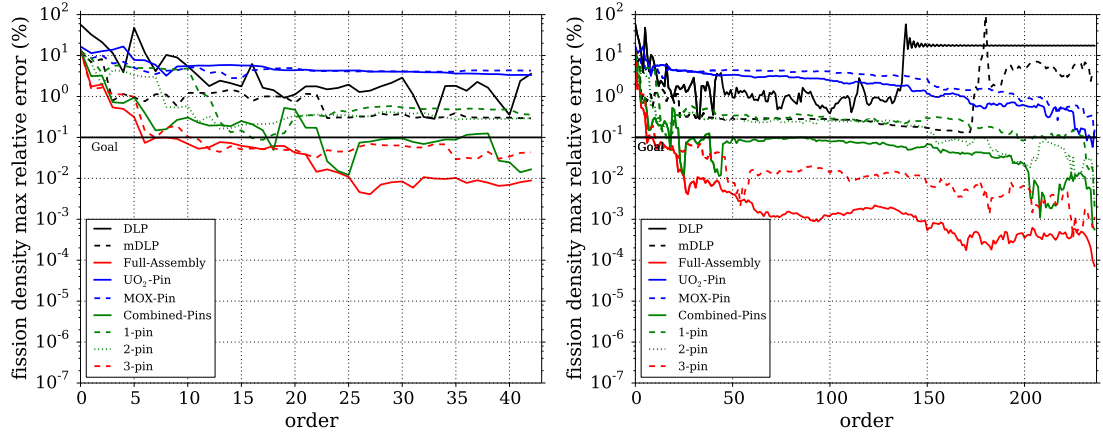 fission density max relative error (%)
10^2
10^1
10^0
10^-1
10^-2
10^-3
10^-4
10^-5
10^-6
10^-7
Goal
DLP
mDLP
Full-Assembly
UO₂-Pin
MOX-Pin
Combined-Pins
1-pin
2-pin
3-pin
0 5 10 15 20 25 30 35 40
order
fission density max relative error (%)
10^2
10^1
10^0
10^-1
10^-2
10^-3
10^-4
10^-5
10^-6
10^-7
Goal
DLP
mDLP
Full-Assembly
UO₂-Pin
MOX-Pin
Combined-Pins
1-pin
2-pin
3-pin
0 50 100 150 200
order